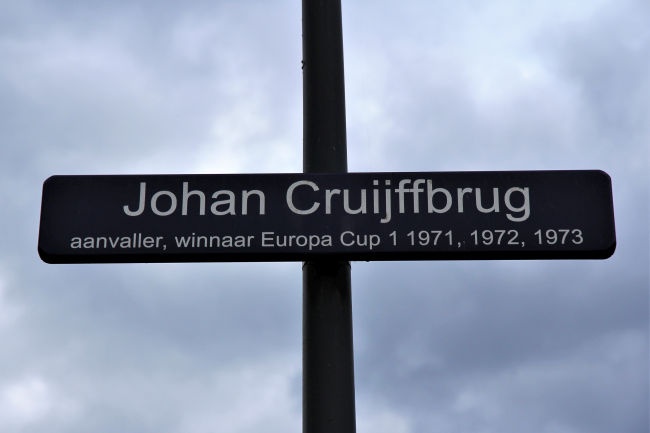 Johan Cruijffbrug
aanvaller, winnaar Europa Cup 1 1971, 1972, 1973